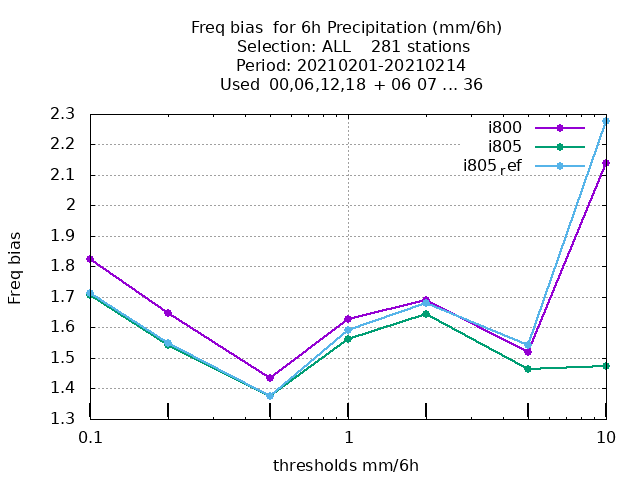 Freq bias  for 6h Precipitation (mm/6h)
Selection: ALL    281 stations
Period: 20210201-20210214
Used  00,06,12,18  + 06 07 ... 36
2.3
2.2
2.1
2
1.9
1.8
1.7
1.6
1.5
1.4
1.3
Freq bias
i800
i805
i805ref
0.1
1
10
thresholds mm/6h